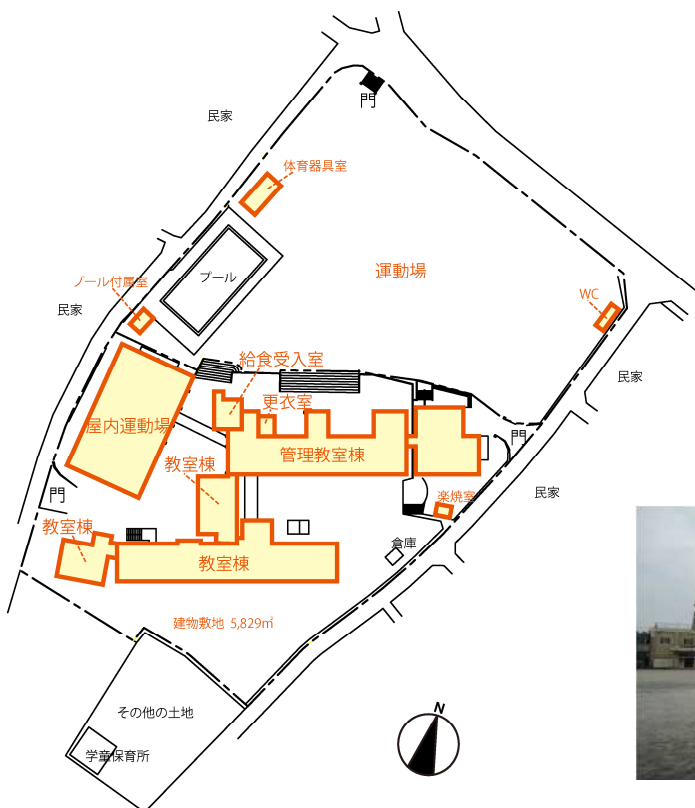 門
民家
体育器具室
運動場
プール
ノール付属室
WC
民家
給食受入室
民家
更衣室
屋内運動場
門
管理教室棟
教室棟
門
楽焼室
民家
教室棟
倉庫
教室棟
建物敷地 5,829㎡
その他の土地
N
学童保育所